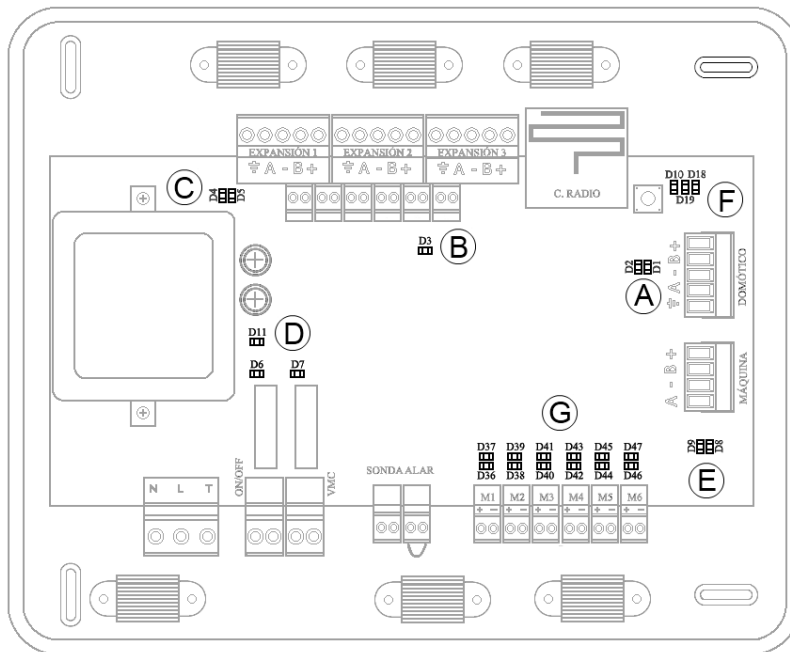 EXPANSIÓN 1 EXPANSIÓN 2 EXPANSIÓN 3
A - B + A - B + A - B +
C. RADIO
D10 D18
D19
F
C
D4 D5
D3
B
D2 D1
A
A - B +
DOMÓTICO
D11
D
D6 D7
A - B +
MÁQUINA
G
D9 D8
E
D37 D39 D41 D43 D45 D47
D36 D38 D40 D42 D44 D46
SONDA ALAR
N L T
ON/OFF
VMC
M1 M2 M3 M4 M5 M6
+ - + - + - + - + - + -